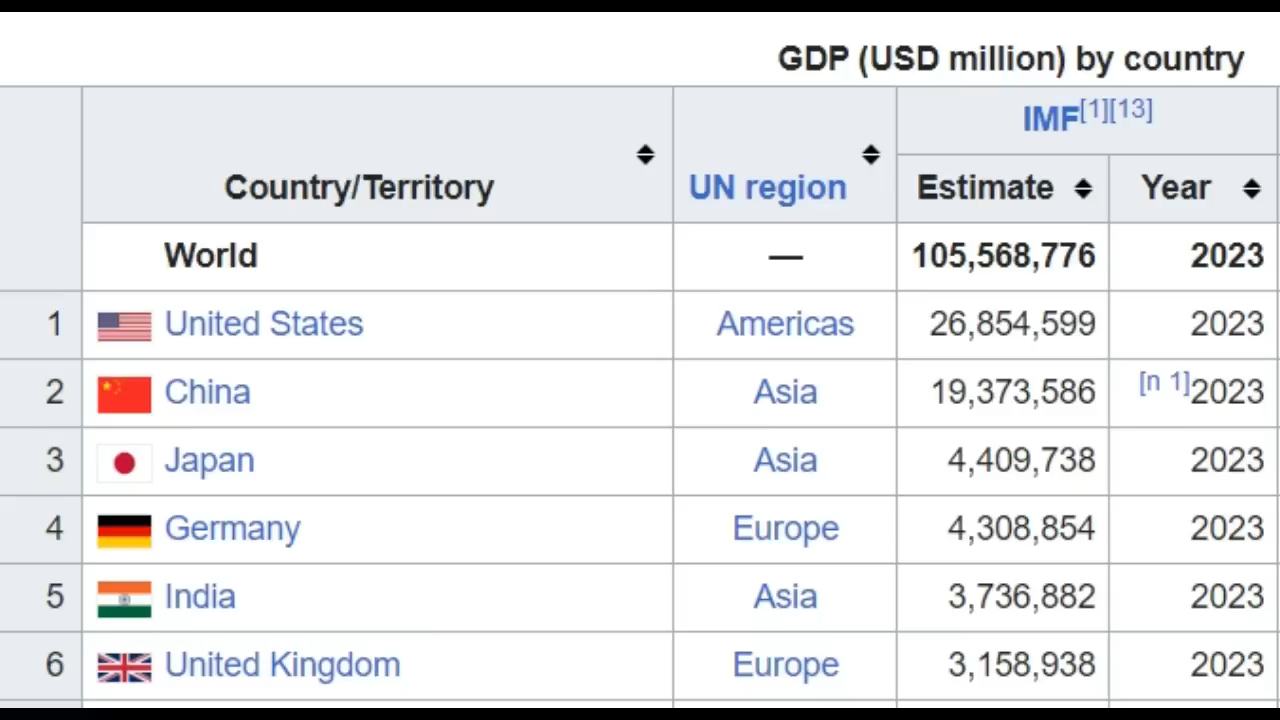 GDP (USD million) by country
Country/Territory UN region IMF[1][13]
Estimate Year
World — 105,568,776 2023
1 United States Americas 26,854,599 2023
2 China Asia 19,373,586 [n 1]2023
3 Japan Asia 4,409,738 2023
4 Germany Europe 4,308,854 2023
5 India Asia 3,736,882 2023
6 United Kingdom Europe 3,158,938 2023